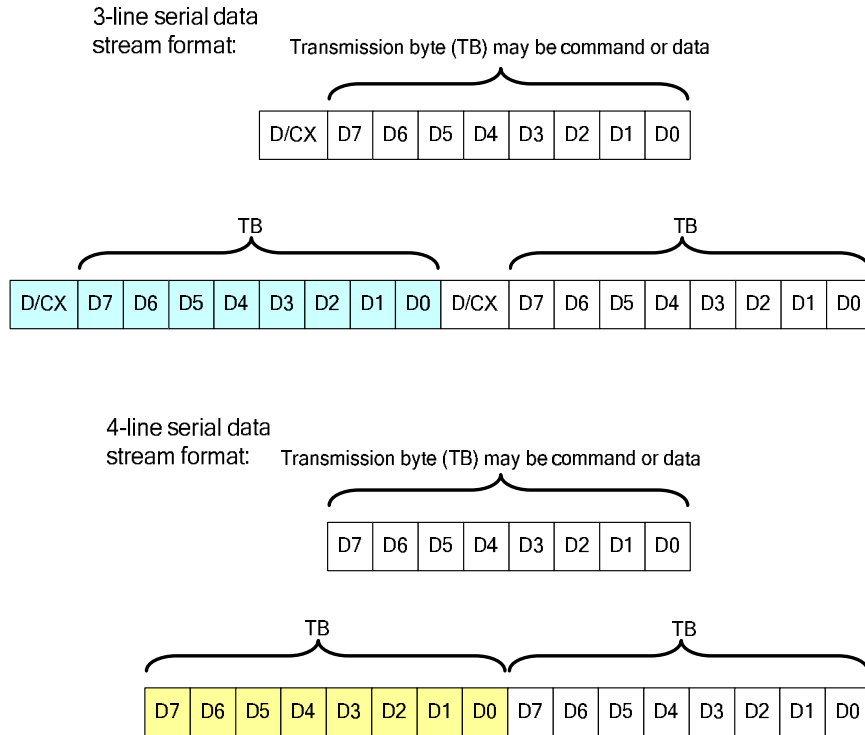 3-line serial data
stream format:
Transmission byte (TB) may be command or data
D/CX D7 D6 D5 D4 D3 D2 D1 D0
TB TB
D/CX D7 D6 D5 D4 D3 D2 D1 D0 D/CX D7 D6 D5 D4 D3 D2 D1 D0
4-line serial data
stream format:
Transmission byte (TB) may be command or data
D7 D6 D5 D4 D3 D2 D1 D0
TB TB
D7 D6 D5 D4 D3 D2 D1 D0 D7 D6 D5 D4 D3 D2 D1 D0